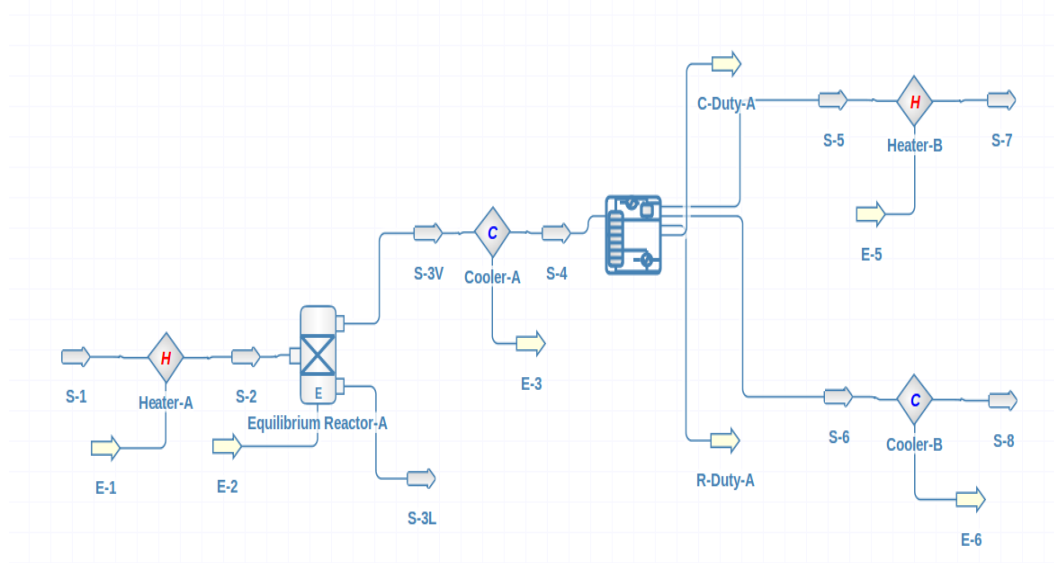 C-Duty-A
S-5
H
Heater-B
S-7
E-5
S-3V
C
Cooler-A
S-4
E-3
S-1
H
Heater-A
S-2
E
Equilibrium Reactor-A
E-1
E-2
S-3L
R-Duty-A
S-6
C
Cooler-B
S-8
E-6